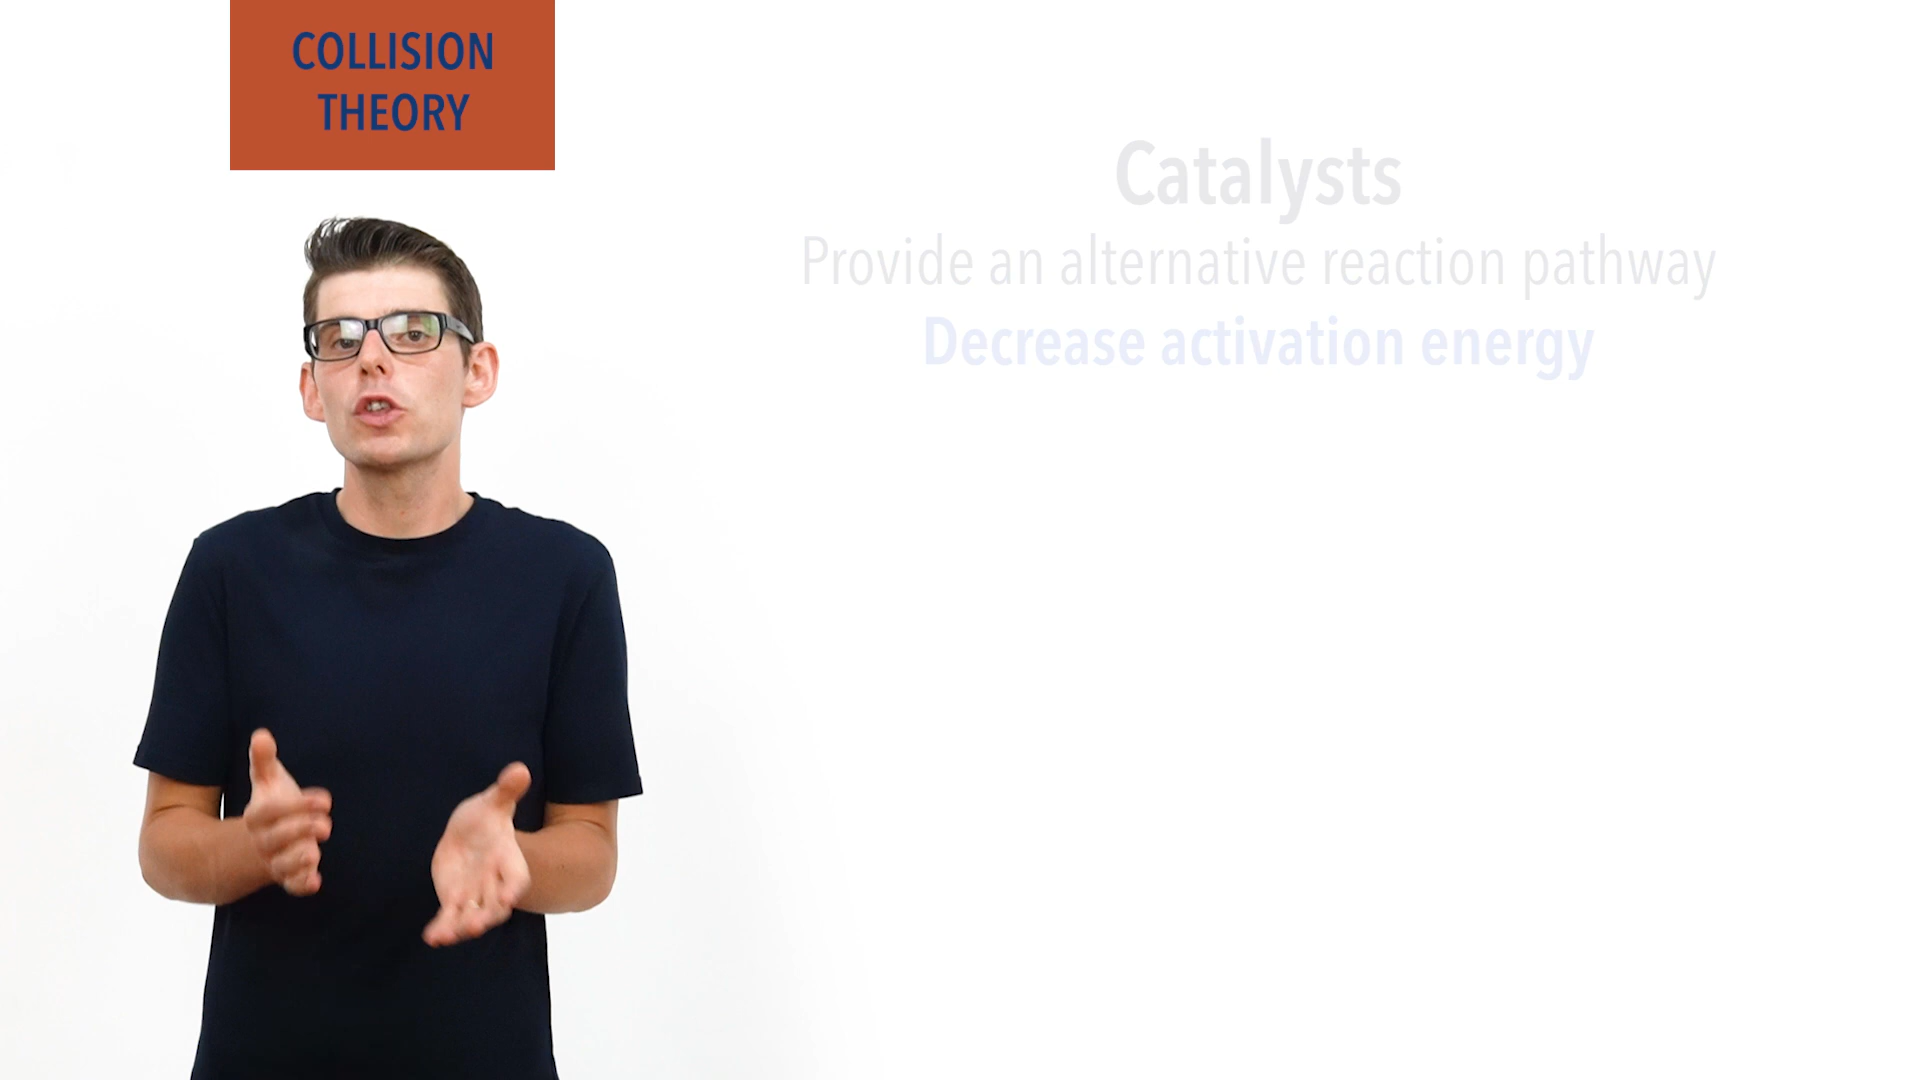 COLLISION
THEORY
Catalysts
Provide an alternative reaction pathway
Decrease activation energy